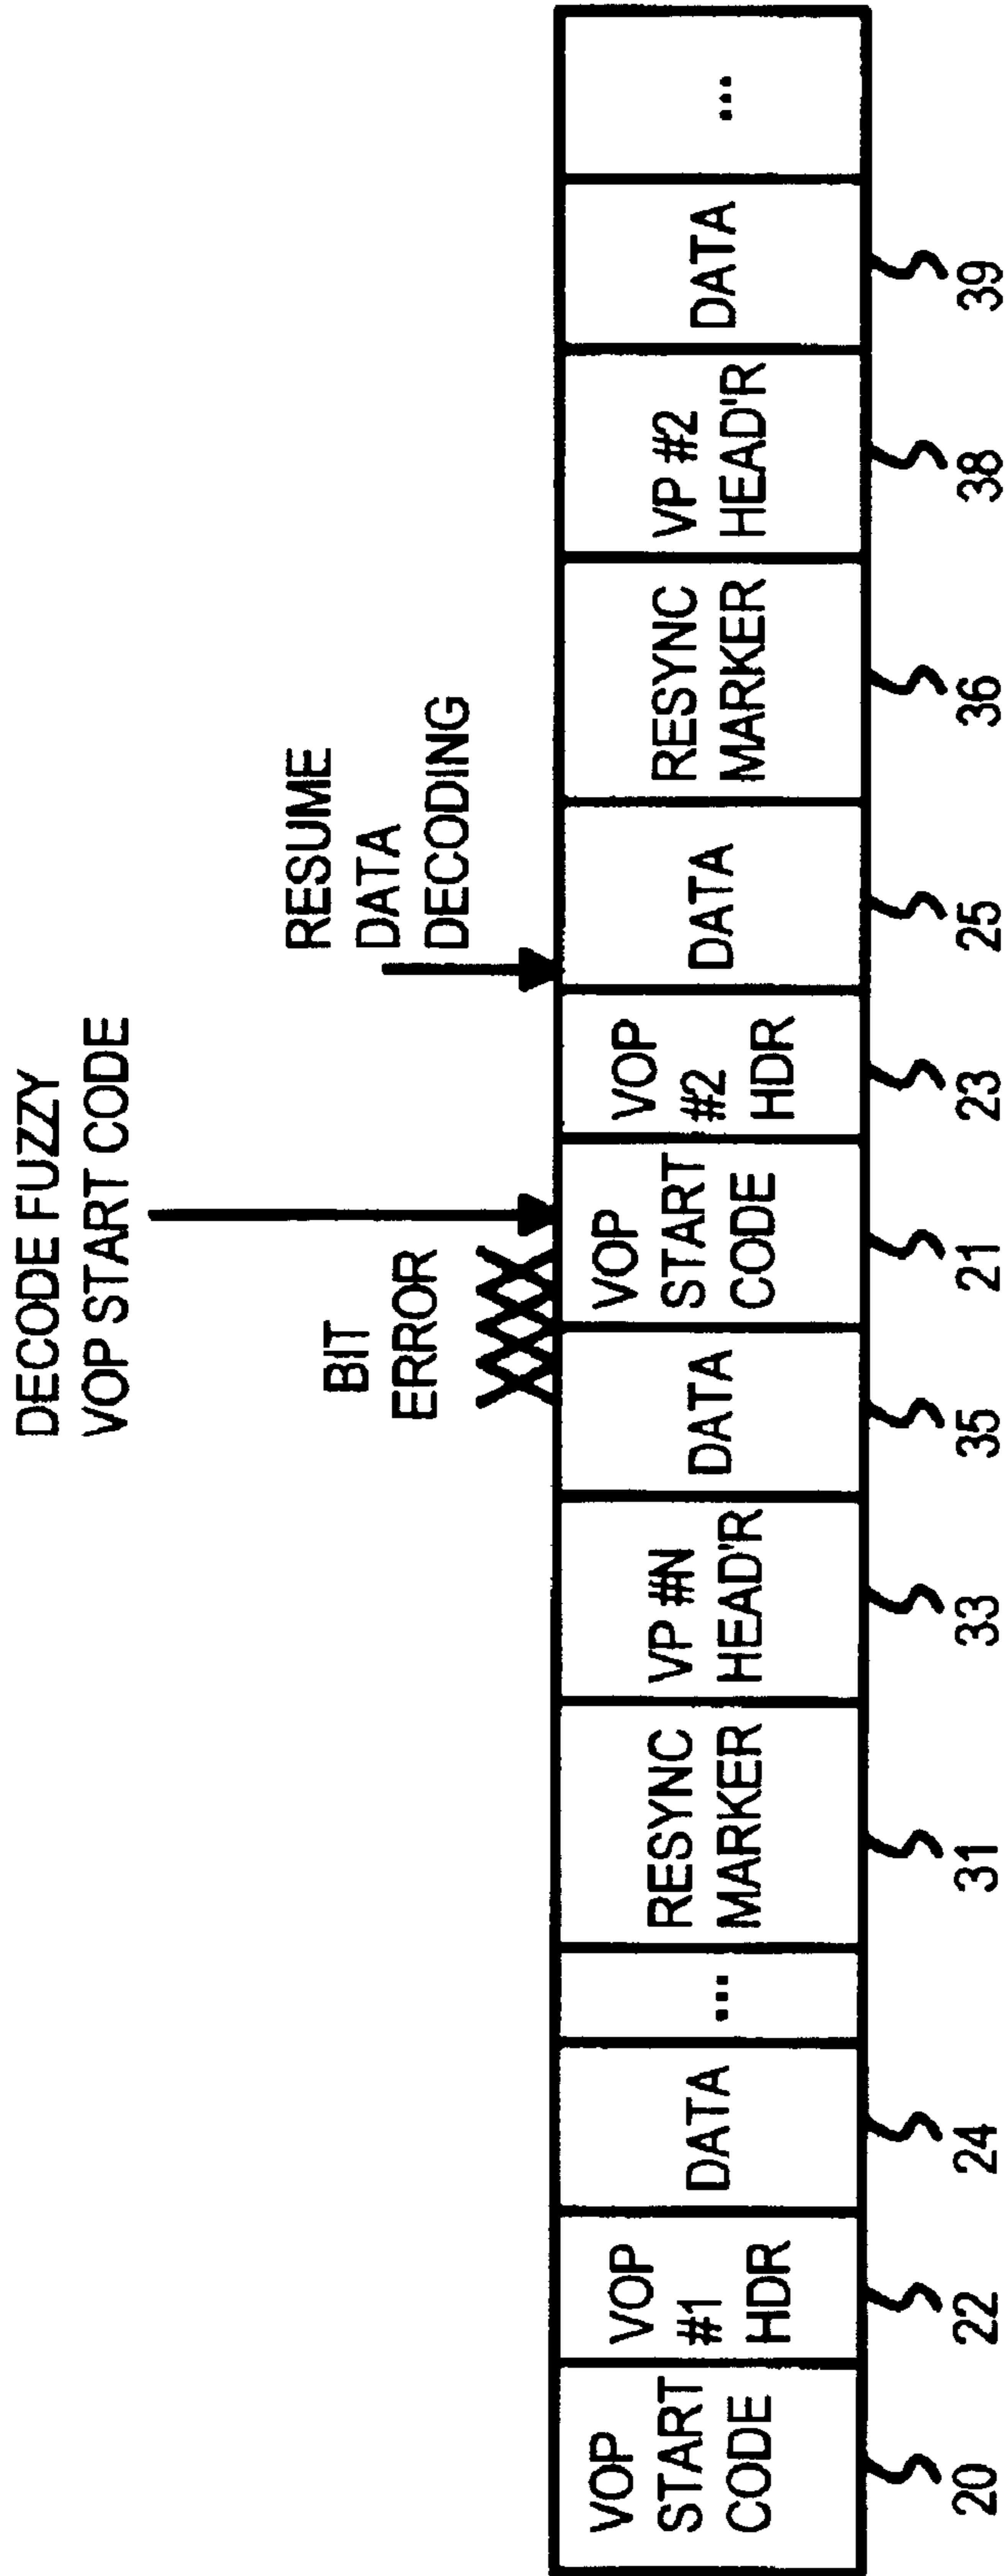 DECODE FUZZY
VOP START CODE
BIT
ERROR
RESUME
DATA
DECODING
VOP
START
CODE
VOP
#1
HDR
DATA
...
RESYNC
MARKER
VP #N
HEAD'R
DATA
VOP
START
CODE
VOP
#2
HDR
DATA
RESYNC
MARKER
VP #2
HEAD'R
DATA
...
20
22
24
31
33
35
21
23
25
36
38
39